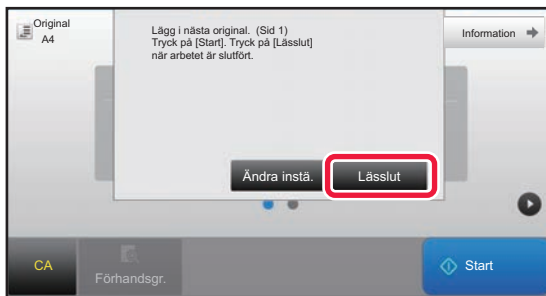 Original
A4
Lägg i nästa original. (Sid 1)
Tryck på [Start]. Tryck på [Lässlut]
när arbetet är slutfört.
Information
Ändra instä.
Lässlut
CA
Förhandsgr.
Start